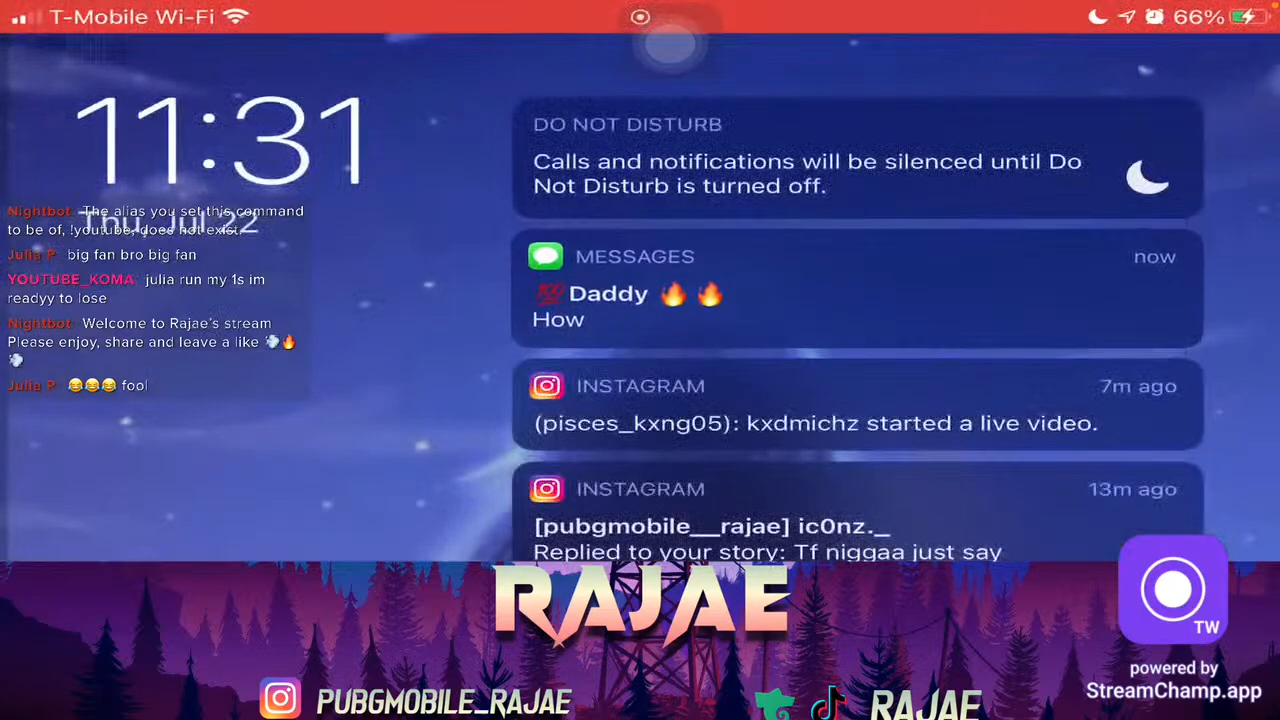 T-Mobile Wi-Fi
66%
11:31
Thu, Jul 22
Nightbot The alias you set this command
to be of, !youtube, does not exist.
Julia P big fan bro big fan
YOUTUBE_KOMA julia run my 1s im
readyy to lose
Nightbot Welcome to Rajae's stream
Please enjoy, share and leave a like 💨🔥
💨
Julia P 😂😂😂 fool
DO NOT DISTURB
Calls and notifications will be silenced until Do
Not Disturb is turned off.
MESSAGES now
💯Daddy 🔥 🔥
How
INSTAGRAM 7m ago
(pisces_kxng05): kxdmichz started a live video.
INSTAGRAM 13m ago
[pubgmobile__rajae] ic0nz._
Replied to your story: Tf niggaa just say
RAJAE
TW
powered by
StreamChamp.app
PUBGMOBILE_RAJAE
RAJAE